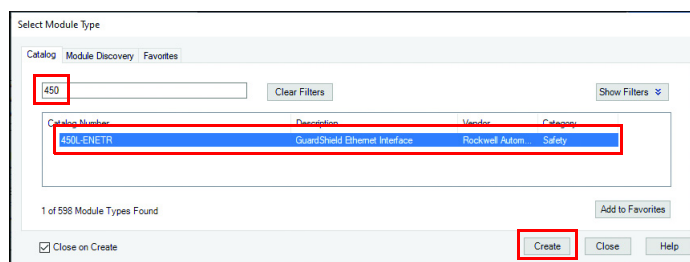 Select Module Type
Catalog Module Discovery Favorites
450 Clear Filters Show Filters
Catalog Number Description Vendor Category
450L-ENETR GuardShield Ethernet Interface Rockwell Autom... Safety
1 of 598 Module Types Found Add to Favorites
Close on Create Create Close Help